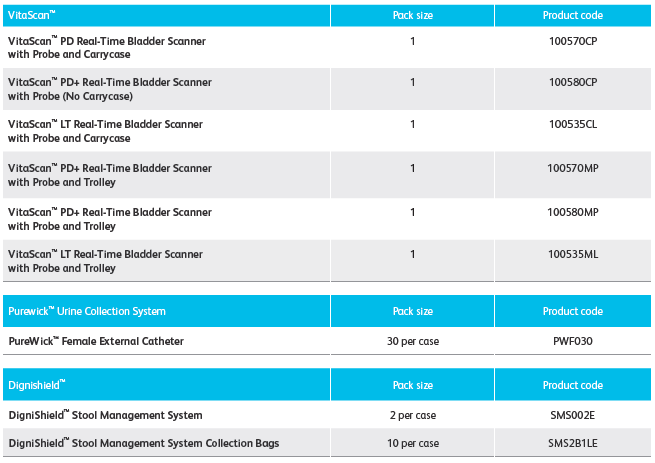 VitaScan™ Pack size Product code
VitaScan™ PD Real-Time Bladder Scanner
with Probe and Carrycase 1 100570CP
VitaScan™ PD+ Real-Time Bladder Scanner
with Probe (No Carrycase) 1 100580CP
VitaScan™ LT Real-Time Bladder Scanner
with Probe and Carrycase 1 100535CL
VitaScan™ PD+ Real-Time Bladder Scanner
with Probe and Trolley 1 100570MP
VitaScan™ PD+ Real-Time Bladder Scanner
with Probe and Trolley 1 100580MP
VitaScan™ LT Real-Time Bladder Scanner
with Probe and Trolley 1 100535ML
Purewick™ Urine Collection System Pack size Product code
PureWick™ Female External Catheter 30 per case PWF030
Dignishield™ Pack size Product code
DigniShield™ Stool Management System 2 per case SMS002E
DigniShield™ Stool Management System Collection Bags 10 per case SMS2B1LE